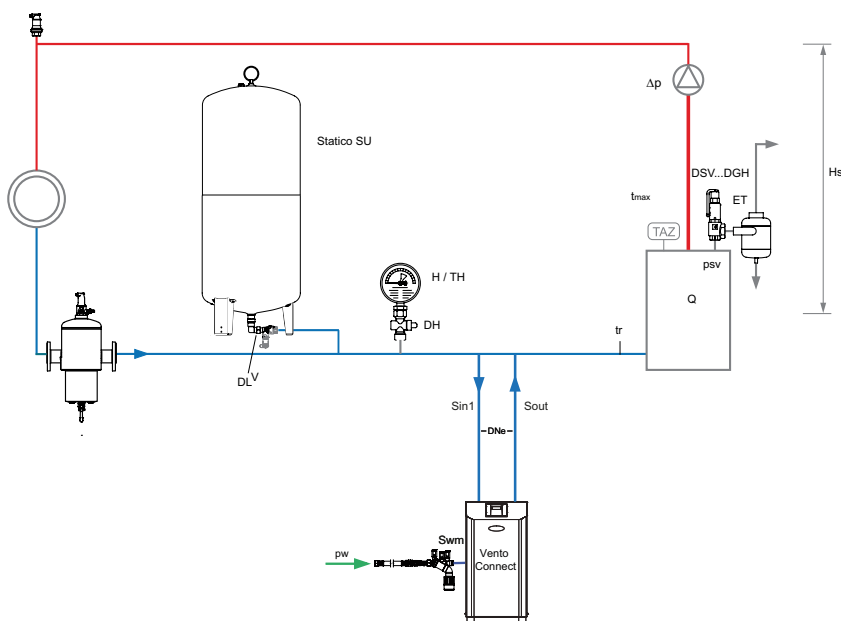 Δp
Hs
Statico SU
DSV...DGH
ET
tmax
TAZ
psv
H / TH
Q
DH
tr
DLV
Sin1
Sout
DNe
Swm
pw
Vento
Connect